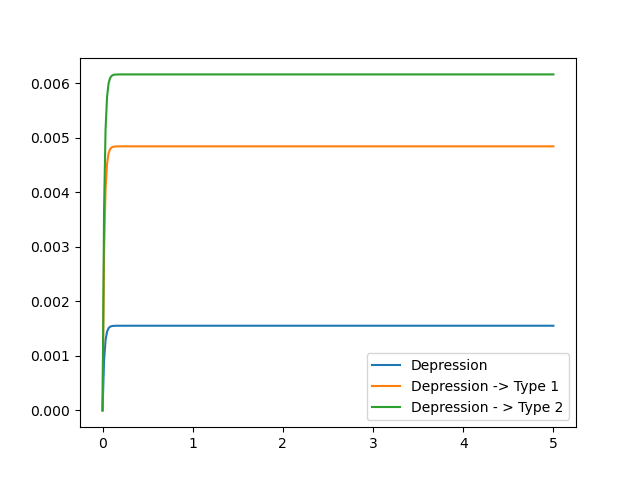 0.006
0.005
0.004
0.003
0.002
0.001
0.000
Depression
Depression -> Type 1
Depression - > Type 2
0 1 2 3 4 5